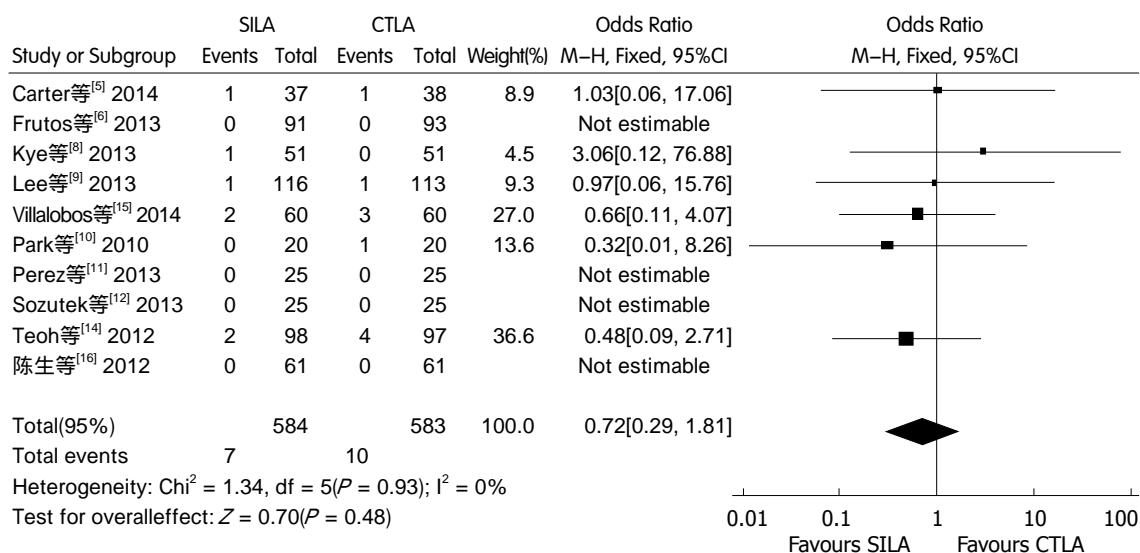 SILA CTLA Odds Ratio Odds Ratio
Study or Subgroup Events Total Events Total Weight(%) M−H, Fixed, 95%CI M−H, Fixed, 95%CI
Carter等[5] 2014 1 37 1 38 8.9 1.03[0.06, 17.06]
Frutos等[6] 2013 0 91 0 93 Not estimable
Kye等[8] 2013 1 51 0 51 4.5 3.06[0.12, 76.88]
Lee等[9] 2013 1 116 1 113 9.3 0.97[0.06, 15.76]
Villalobos等[15] 2014 2 60 3 60 27.0 0.66[0.11, 4.07]
Park等[10] 2010 0 20 1 20 13.6 0.32[0.01, 8.26]
Perez等[11] 2013 0 25 0 25 Not estimable
Sozutek等[12] 2013 0 25 0 25 Not estimable
Teoh等[14] 2012 2 98 4 97 36.6 0.48[0.09, 2.71]
陈生等[16] 2012 0 61 0 61 Not estimable
Total(95%) 584 583 100.0 0.72[0.29, 1.81]
Total events 7 10
Heterogeneity: Chi2 = 1.34, df = 5(P = 0.93); I2 = 0%
Test for overalleffect: Z = 0.70(P = 0.48)
0.01 0.1 1 10 100
Favours SILA Favours CTLA